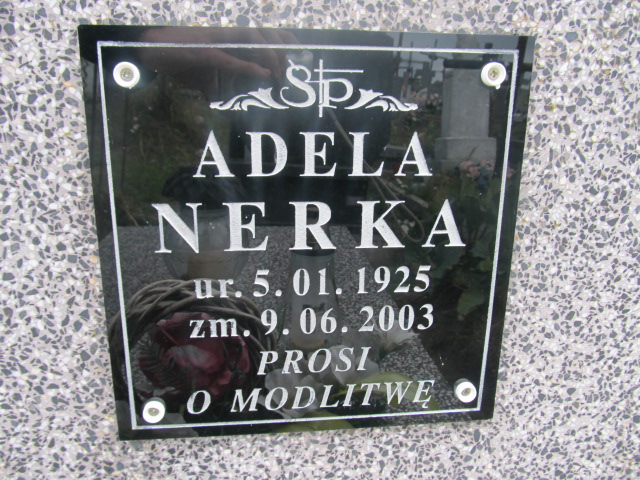 ŚP
ADELA
NERKA
ur. 5. 01. 1925
zm. 9. 06. 2003
PROSI
O MODLITWĘ